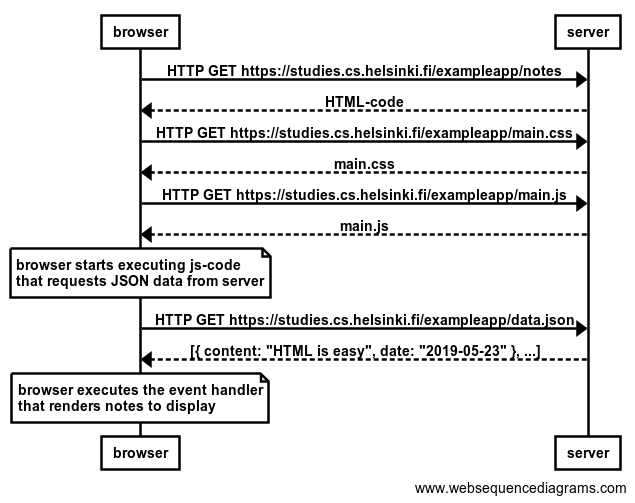 browser
server
HTTP GET https://studies.cs.helsinki.fi/exampleapp/notes
HTML-code
HTTP GET https://studies.cs.helsinki.fi/exampleapp/main.css
main.css
HTTP GET https://studies.cs.helsinki.fi/exampleapp/main.js
main.js
browser starts executing js-code
that requests JSON data from server
HTTP GET https://studies.cs.helsinki.fi/exampleapp/data.json
[{ content: "HTML is easy", date: "2019-05-23" }, ...]
browser executes the event handler
that renders notes to display
browser
server
www.websequencediagrams.com